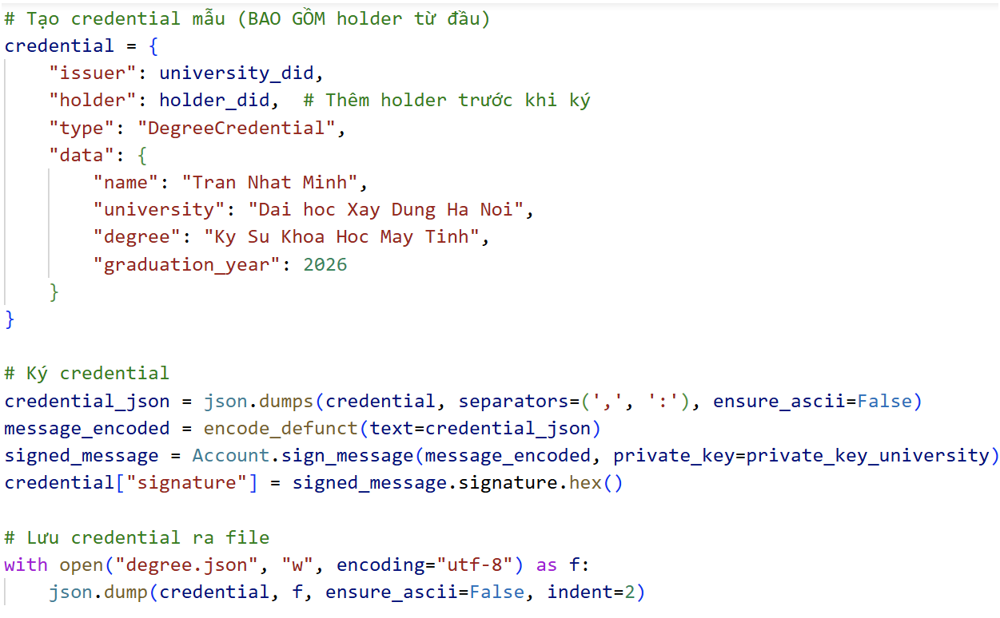 # Tạo credential mẫu (BAO GỒM holder từ đầu)
credential = {
    "issuer": university_did,
    "holder": holder_did,  # Thêm holder trước khi ký
    "type": "DegreeCredential",
    "data": {
        "name": "Tran Nhat Minh",
        "university": "Dai hoc Xay Dung Ha Noi",
        "degree": "Ky Su Khoa Hoc May Tinh",
        "graduation_year": 2026
    }
}

# Ký credential
credential_json = json.dumps(credential, separators=(',', ':'), ensure_ascii=False)
message_encoded = encode_defunct(text=credential_json)
signed_message = Account.sign_message(message_encoded, private_key=private_key_university)
credential["signature"] = signed_message.signature.hex()

# Lưu credential ra file
with open("degree.json", "w", encoding="utf-8") as f:
    json.dump(credential, f, ensure_ascii=False, indent=2)